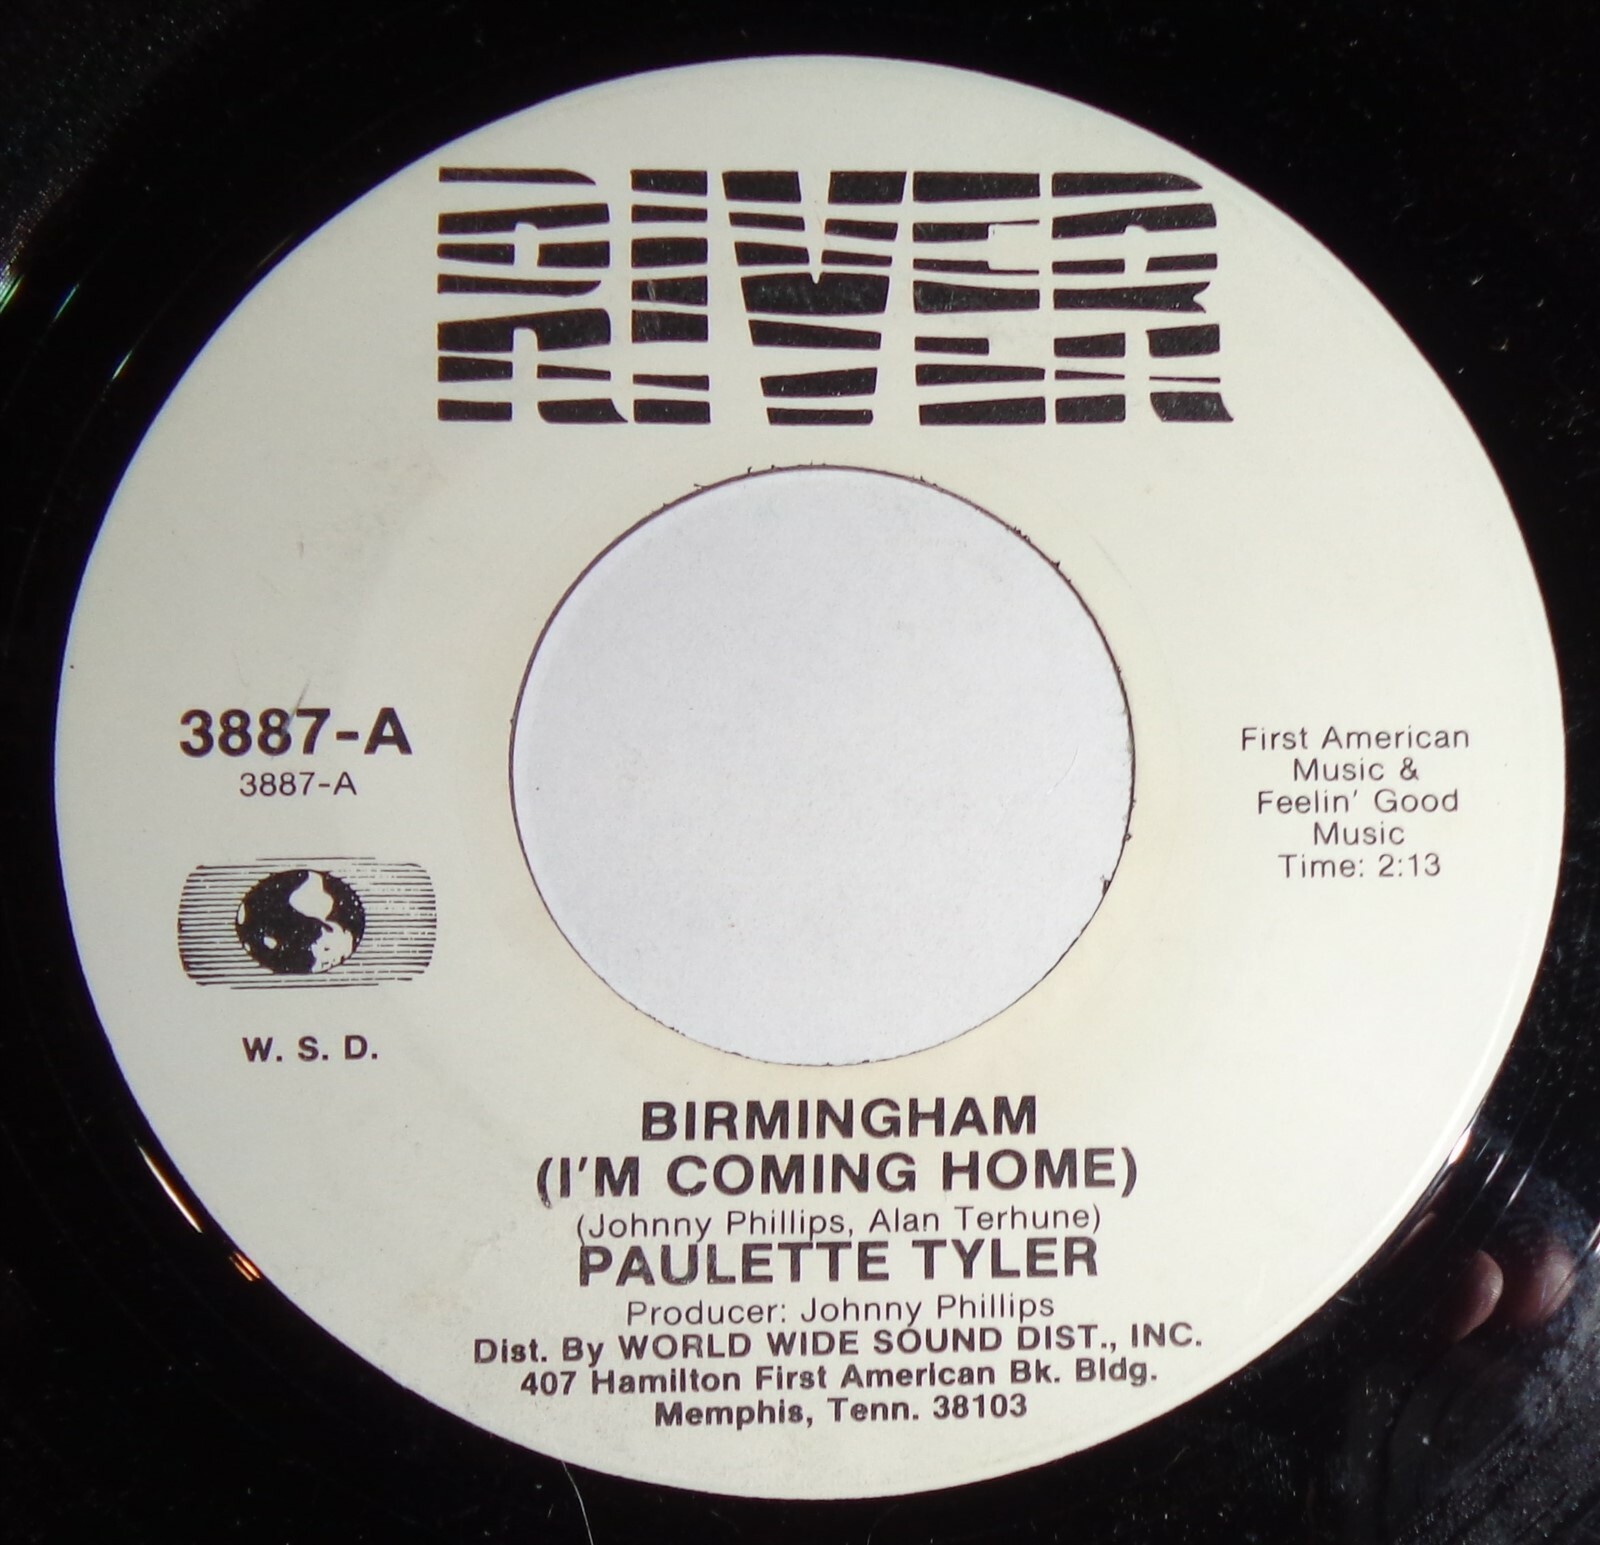 RIVER
3887-A
3887-A
W. S. D.
First American
Music &
Feelin' Good
Music
Time: 2:13
BIRMINGHAM
(I'M COMING HOME)
(Johnny Phillips, Alan Terhune)
PAULETTE TYLER
Producer: Johnny Phillips
Dist. By WORLD WIDE SOUND DIST., INC.
407 Hamilton First American Bk. Bldg.
Memphis, Tenn. 38103